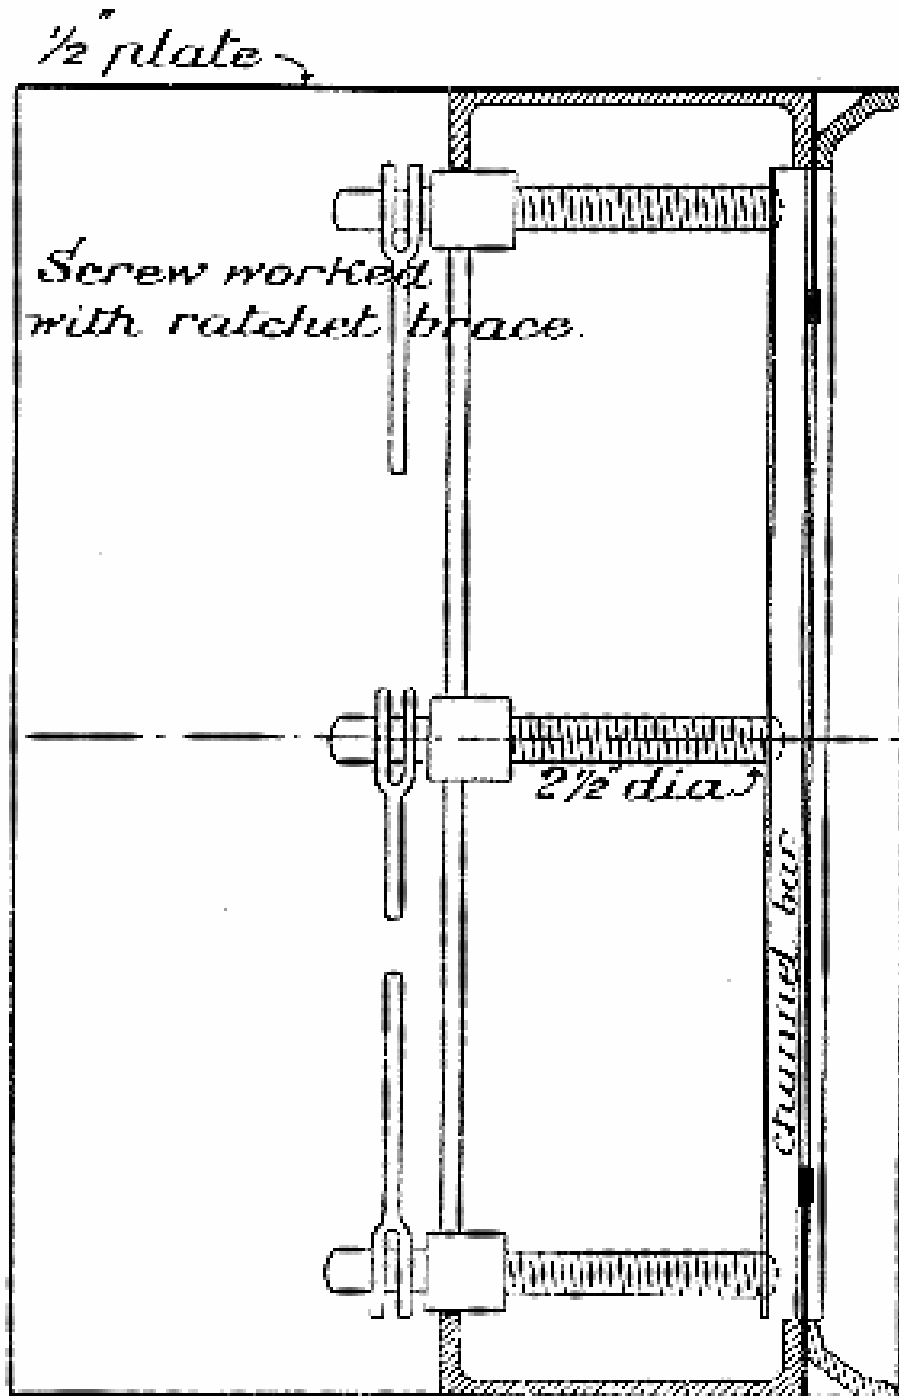 ½" plate
Screw worked
with ratchet brace.
2½" dia
channel bar